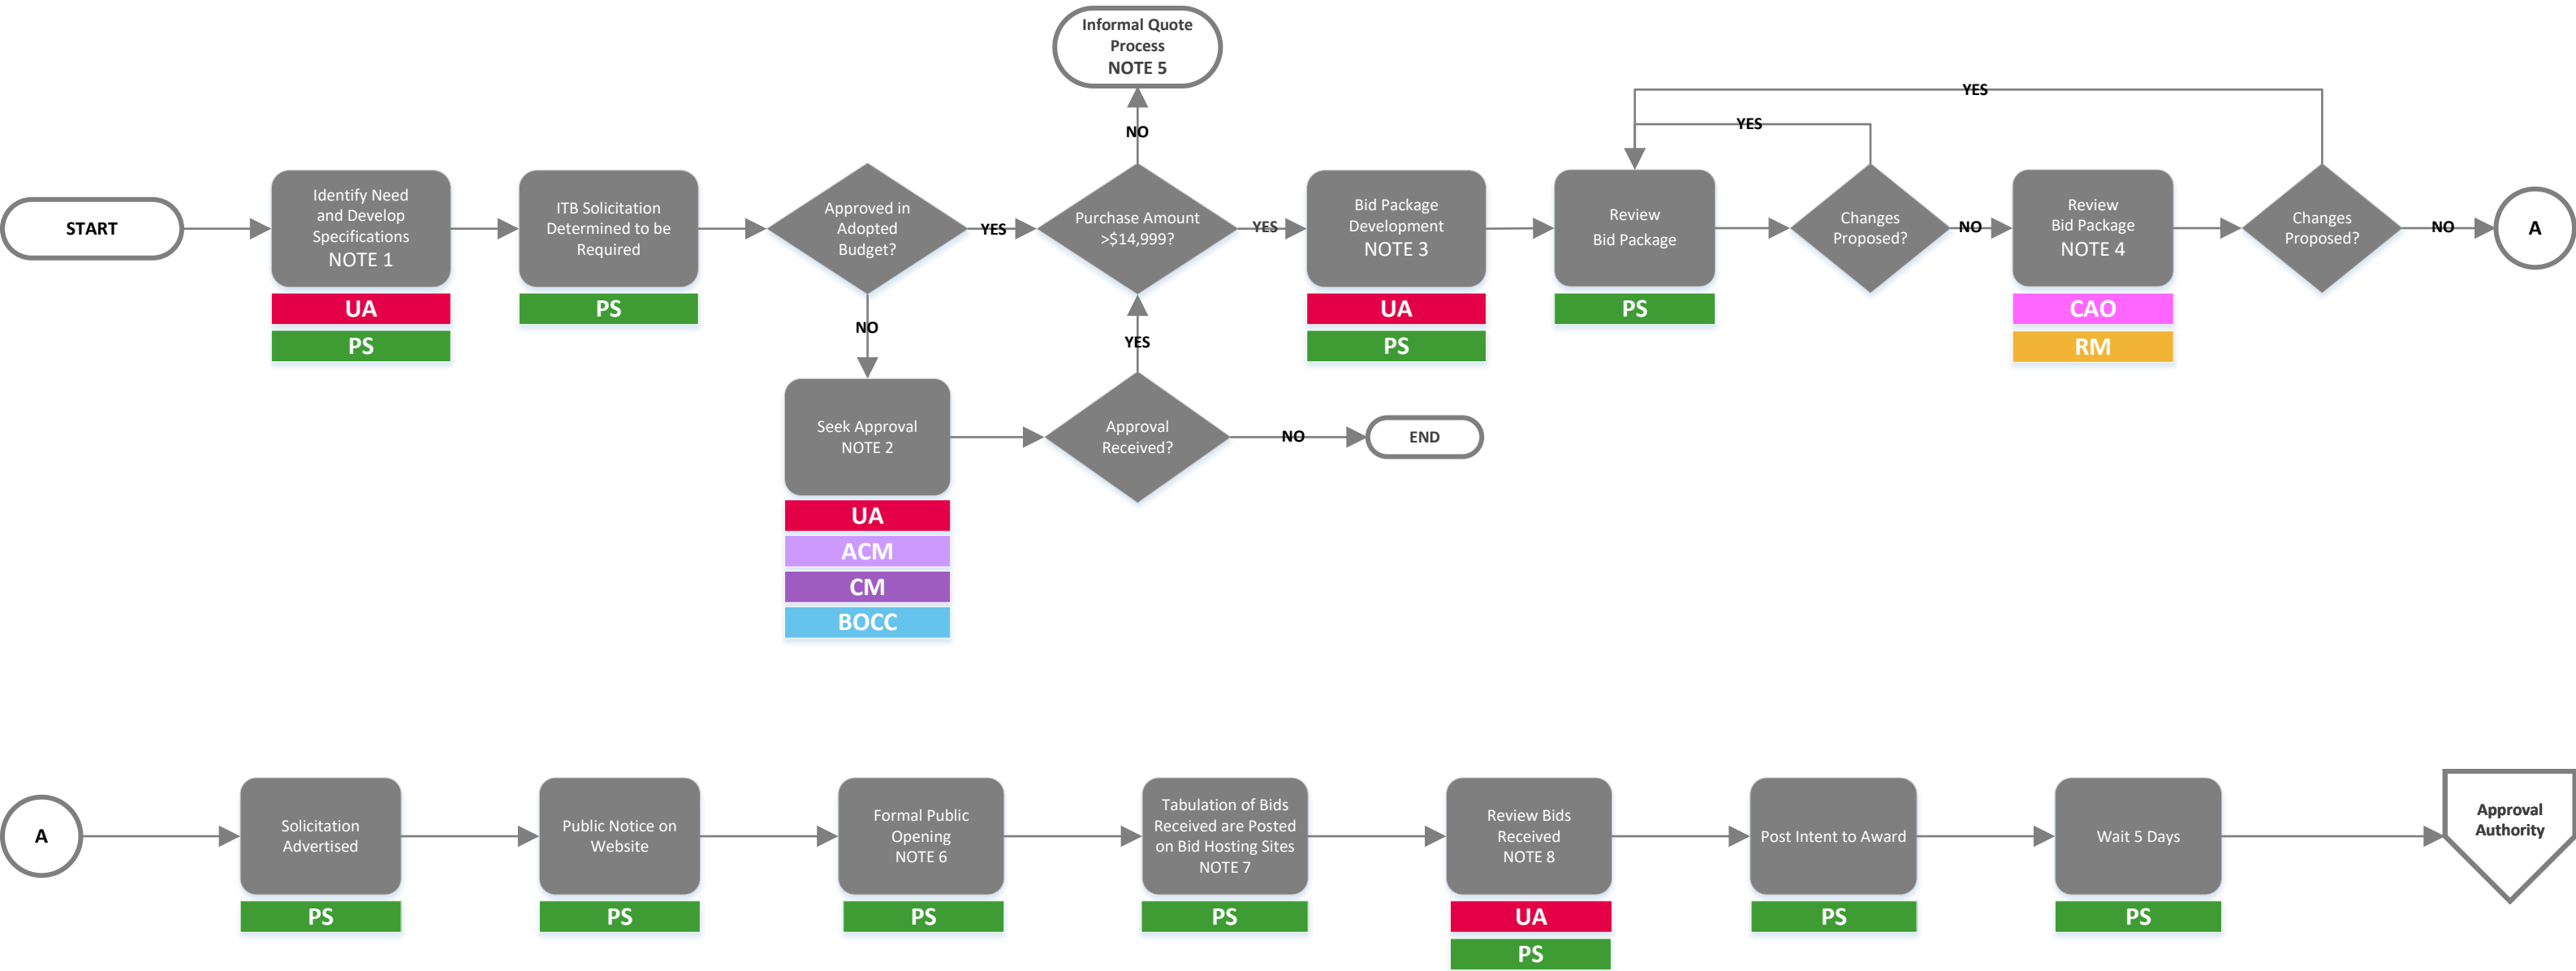 Informal Quote
Process
NOTE 5
NO
YES
YES
START
Identify Need
and Develop
Specifications
NOTE 1
UA
PS
ITB Solicitation
Determined to be
Required
PS
Approved in
Adopted
Budget?
YES
NO
Purchase Amount
>$14,999?
YES
Bid Package
Development
NOTE 3
UA
PS
Review
Bid Package
PS
Changes
Proposed?
NO
Review
Bid Package
NOTE 4
CAO
RM
Changes
Proposed?
NO
A
Seek Approval
NOTE 2
UA
ACM
CM
BOCC
YES
Approval
Received?
NO
END
A
Solicitation
Advertised
PS
Public Notice on
Website
PS
Formal Public
Opening
NOTE 6
PS
Tabulation of Bids
Received are Posted
on Bid Hosting Sites
NOTE 7
PS
Review Bids
Received
NOTE 8
UA
PS
Post Intent to Award
PS
Wait 5 Days
PS
Approval
Authority